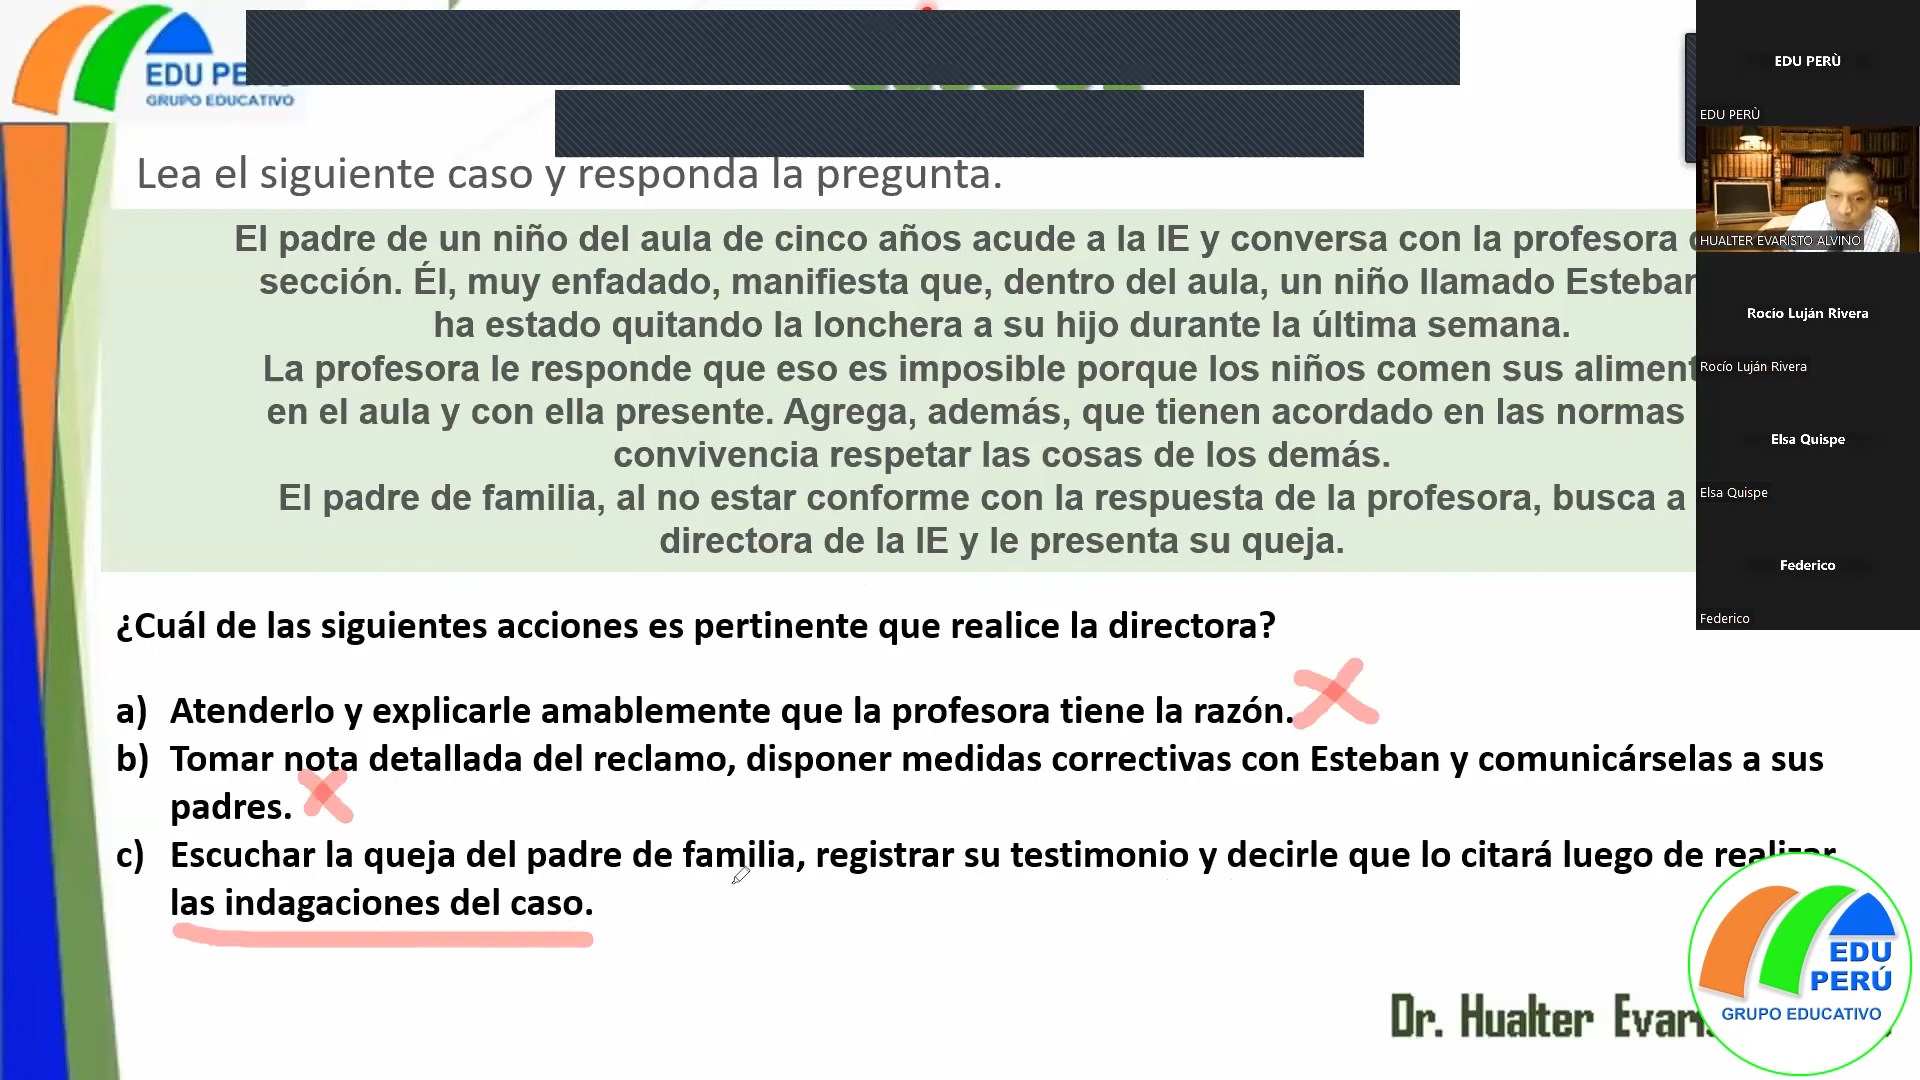 EDU PE
GRUPO EDUCATIVO
Lea el siguiente caso y responda la pregunta.
El padre de un niño del aula de cinco años acude a la IE y conversa con la profesora
sección. Él, muy enfadado, manifiesta que, dentro del aula, un niño llamado Esteban
ha estado quitando la lonchera a su hijo durante la última semana.
La profesora le responde que eso es imposible porque los niños comen sus aliment
en el aula y con ella presente. Agrega, además, que tienen acordado en las normas
convivencia respetar las cosas de los demás.
El padre de familia, al no estar conforme con la respuesta de la profesora, busca a
directora de la IE y le presenta su queja.
¿Cuál de las siguientes acciones es pertinente que realice la directora?
a) Atenderlo y explicarle amablemente que la profesora tiene la razón.
b) Tomar nota detallada del reclamo, disponer medidas correctivas con Esteban y comunicárselas a sus
padres.
c) Escuchar la queja del padre de familia, registrar su testimonio y decirle que lo citará luego de realizar
las indagaciones del caso.
Dr. Hualter Evaris
EDU
PERÚ
GRUPO EDUCATIVO
EDU PERÙ
EDU PERÙ
HUALTER EVARISTO ALVINO
Rocío Luján Rivera
Rocío Luján Rivera
Elsa Quispe
Elsa Quispe
Federico
Federico